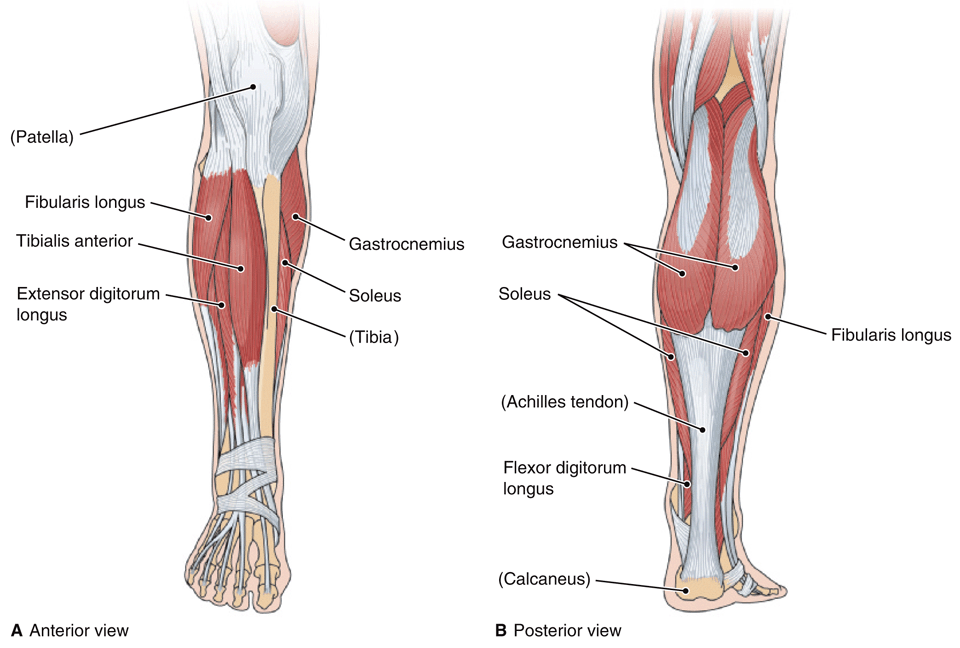 (Patella)
Fibularis longus
Tibialis anterior
Extensor digitorum
longus
Gastrocnemius
Soleus
(Tibia)
A Anterior view
Gastrocnemius
Soleus
Fibularis longus
(Achilles tendon)
Flexor digitorum
longus
(Calcaneus)
B Posterior view